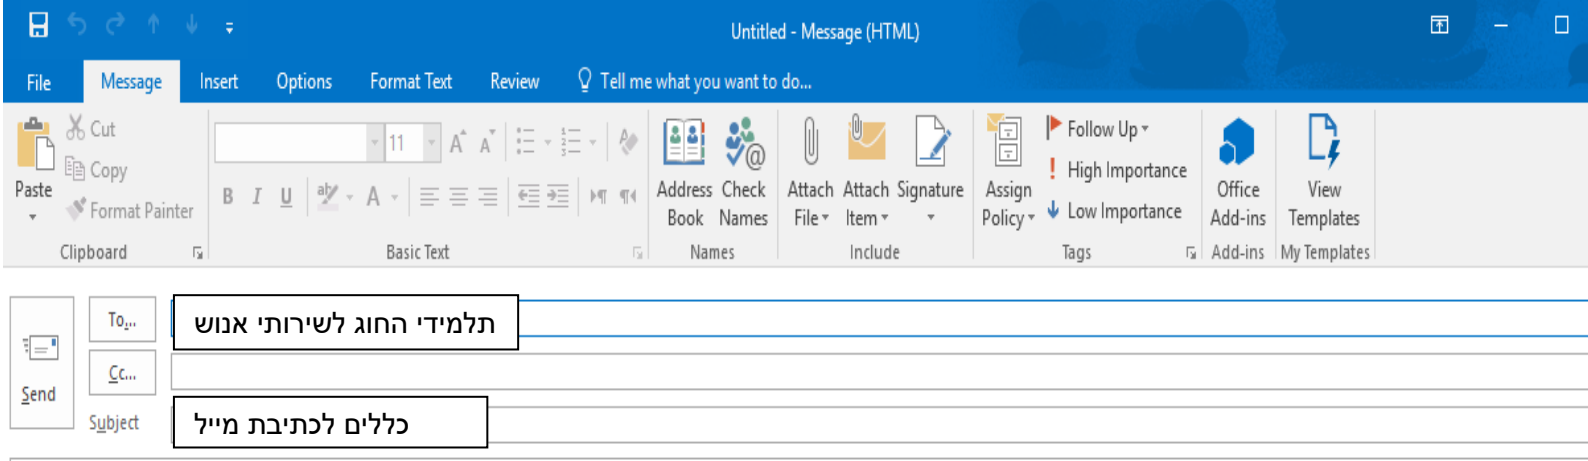 Untitled - Message (HTML)
File Message Insert Options Format Text Review Tell me what you want to do...
Paste
Cut
Copy
Format Painter
Clipboard
11
B I U
Basic Text
Address Book
Check Names
Names
Attach File
Attach Item
Signature
Include
Assign Policy
Follow Up
High Importance
Low Importance
Tags
Office Add-ins
Add-ins
View Templates
My Templates
Send
To...
תלמידי החוג לשירותי אנוש
Cc...
Subject
כללים לכתיבת מייל